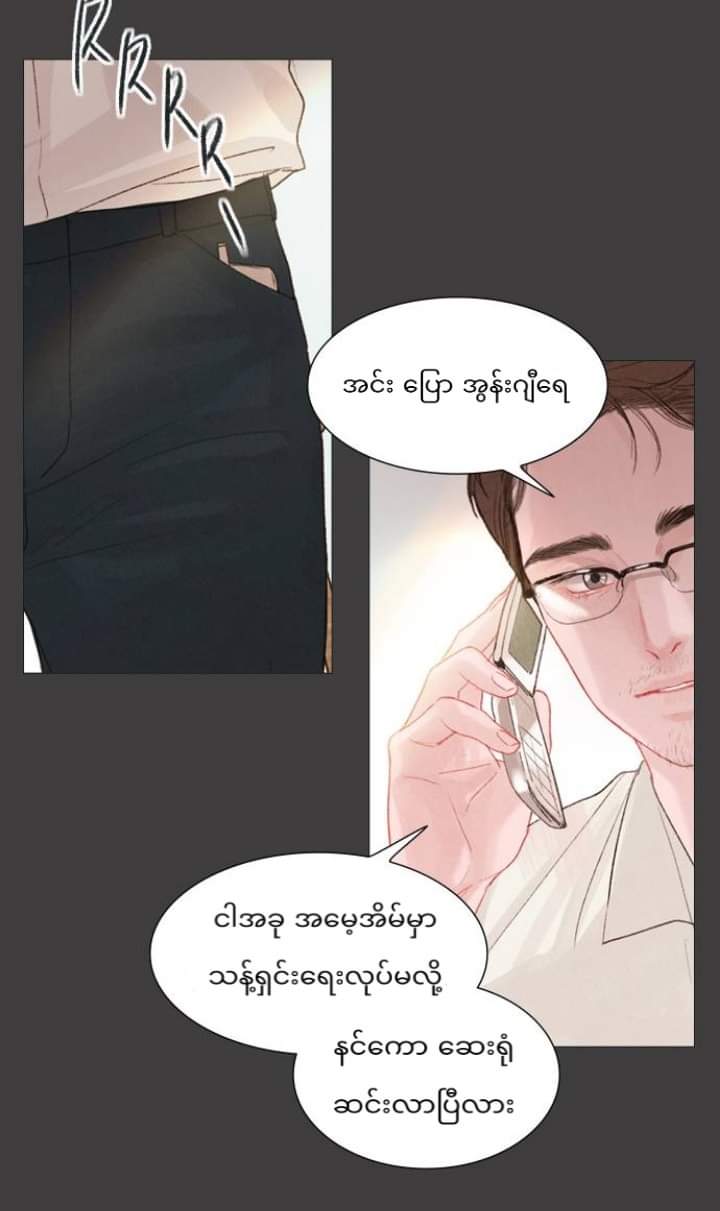 RRRR
အင်း ပြော အွန်းဂျီရေ
ငါအခု အမေ့အိမ်မှာ
သန့်ရှင်းရေးလုပ်မလို့
နင်ကော ဆေးရုံ
ဆင်းလာပြီလား